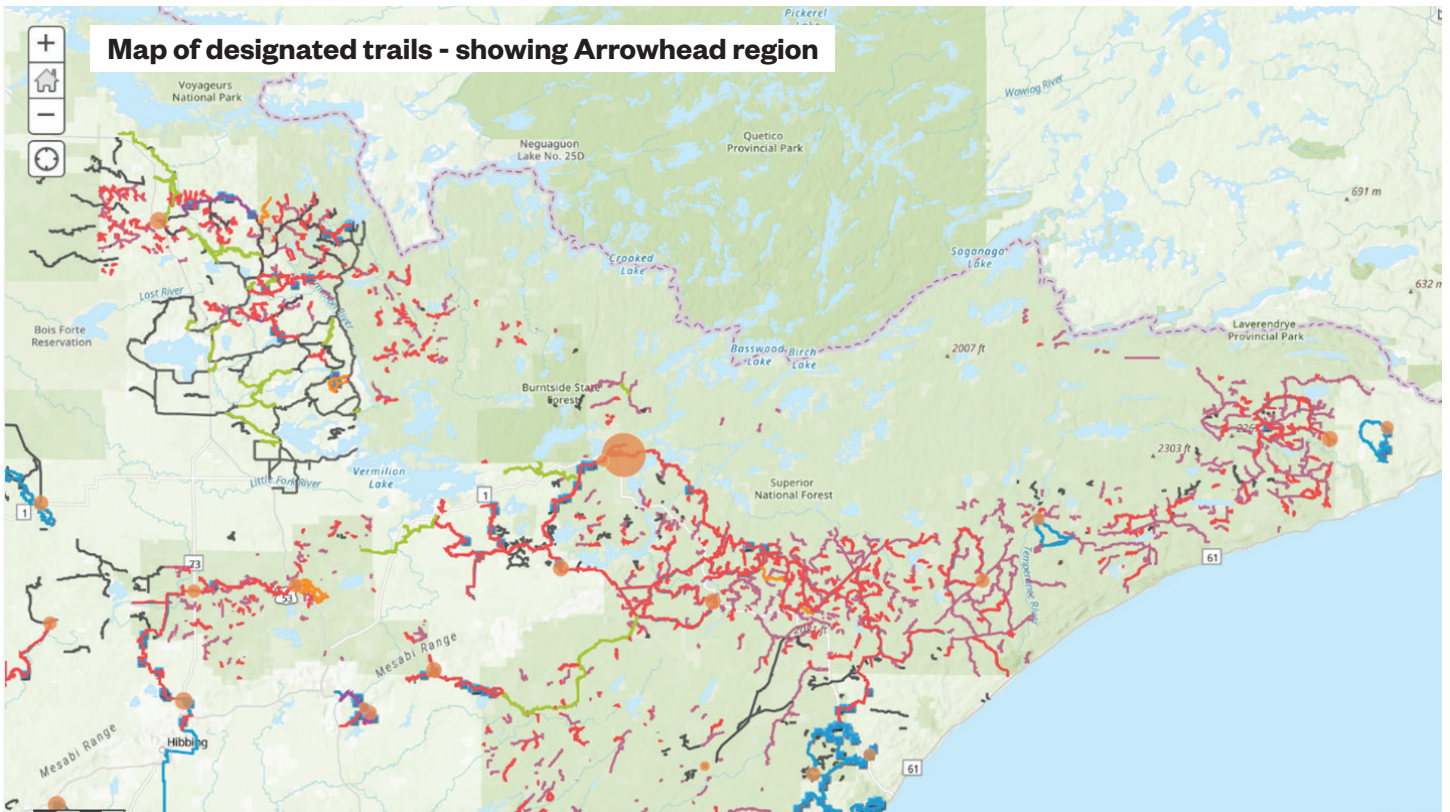 Pickerel
Lake
+
Map of designated trails - showing Arrowhead region
−
Voyageurs
National Park
Wawiag River
Neguaguon
Lake No. 25D
Quetico
Provincial Park
691 m
Crooked
Lake
Saganaga
Lake
632 m
Lost River
Bois Forte
Reservation
Laverendrye
Provincial Park
Basswood
Lake
Birch
Lake
2007 ft
Burntside State
Forest
2303 ft
Vermilion
Lake
Little Fork River
1
Superior
National Forest
1
73
53
61
Temperance River
Mesabi Range
Hibbing
Mesabi Range
61